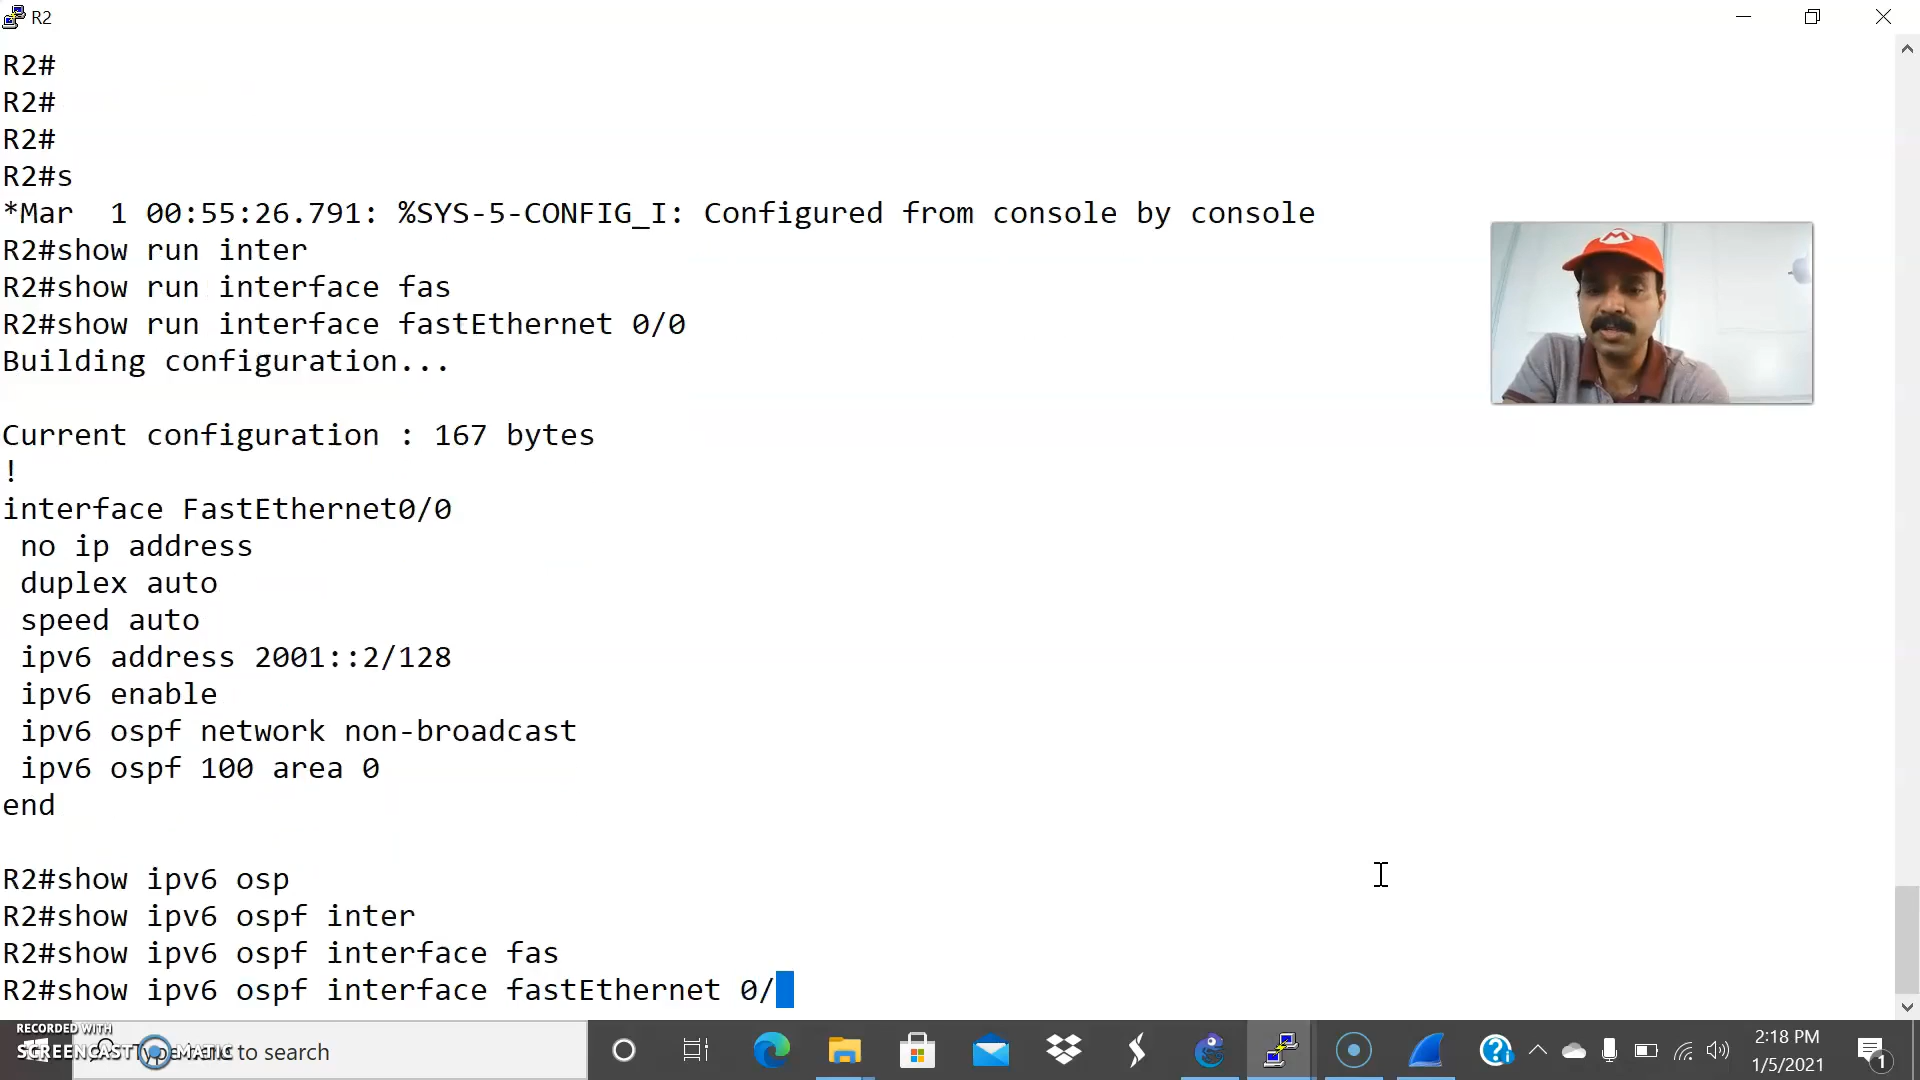 R2
R2#
R2#
R2#
R2#s
*Mar  1 00:55:26.791: %SYS-5-CONFIG_I: Configured from console by console
R2#show run inter
R2#show run interface fas
R2#show run interface fastEthernet 0/0
Building configuration...
Current configuration : 167 bytes
!
interface FastEthernet0/0
 no ip address
 duplex auto
 speed auto
 ipv6 address 2001::2/128
 ipv6 enable
 ipv6 ospf network non-broadcast
 ipv6 ospf 100 area 0
end
R2#show ipv6 osp
R2#show ipv6 ospf inter
R2#show ipv6 ospf interface fas
R2#show ipv6 ospf interface fastEthernet 0/
RECORDED WITH
SCREENCAST MATIC
Type here to search
2:18 PM
1/5/2021
1